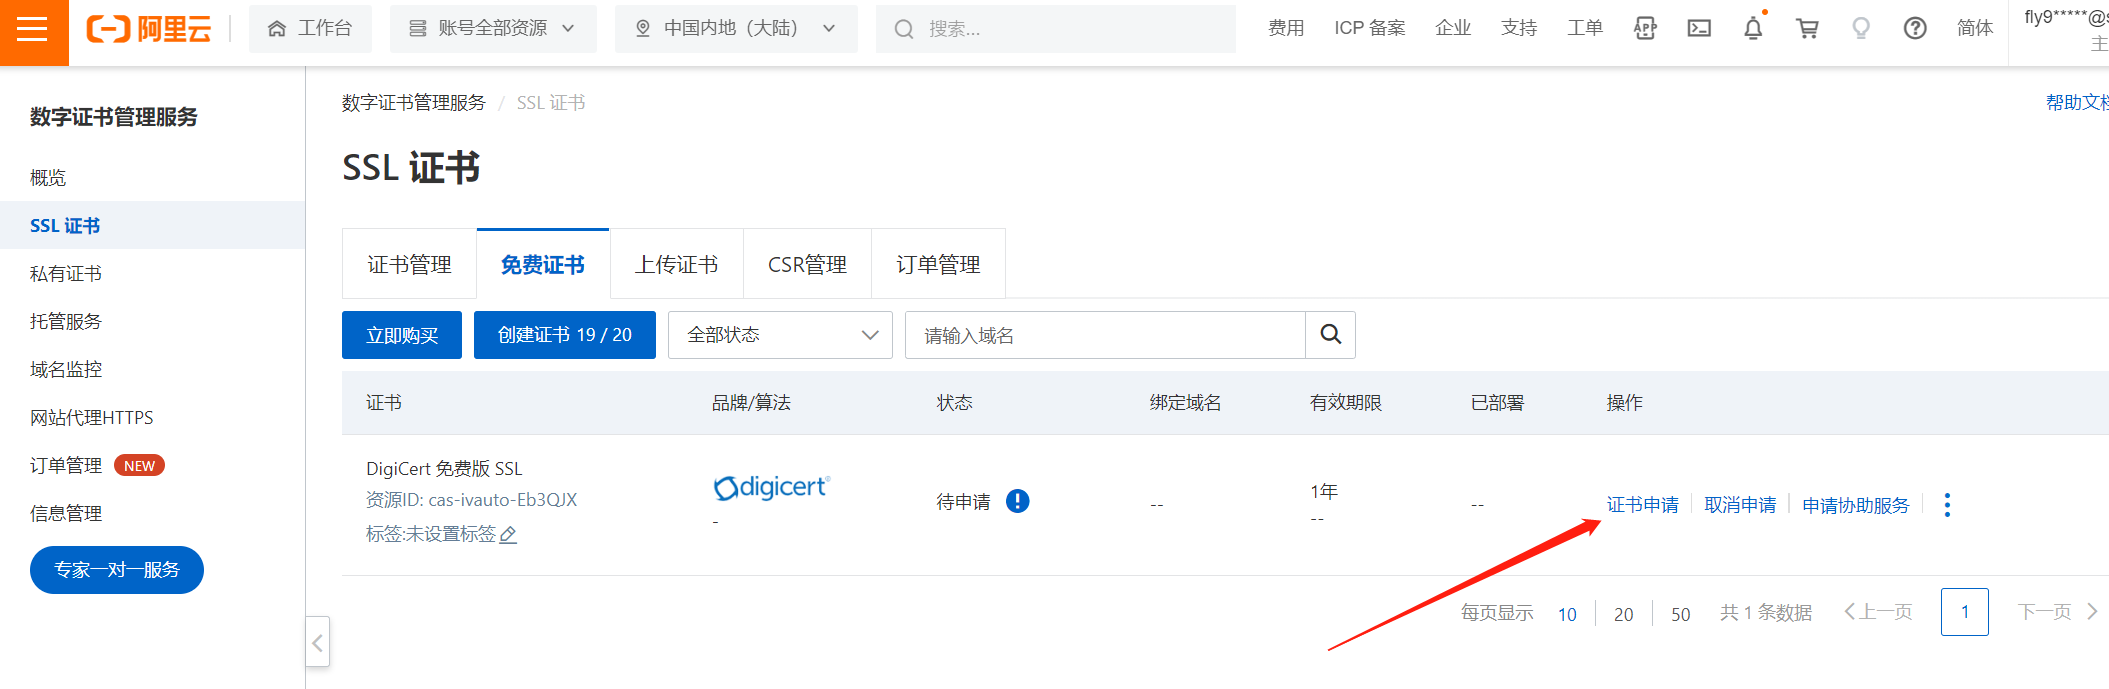 阿里云
工作台
账号全部资源
中国内地（大陆）
搜索...
费用
ICP 备案
企业
支持
工单
APP
简体
fly9*****@s
主
数字证书管理服务
概览
SSL 证书
私有证书
托管服务
域名监控
网站代理HTTPS
订单管理 NEW
信息管理
专家一对一服务
数字证书管理服务 / SSL 证书
帮助文档
SSL 证书
证书管理
免费证书
上传证书
CSR管理
订单管理
立即购买
创建证书 19 / 20
全部状态
请输入域名
证书
品牌/算法
状态
绑定域名
有效期限
已部署
操作
DigiCert 免费版 SSL
资源ID: cas-ivauto-Eb3QJX
标签:未设置标签
digicert®
-
待申请
--
1年
--
--
证书申请
取消申请
申请协助服务
每页显示 10 20 50 共 1 条数据 上一页 1 下一页